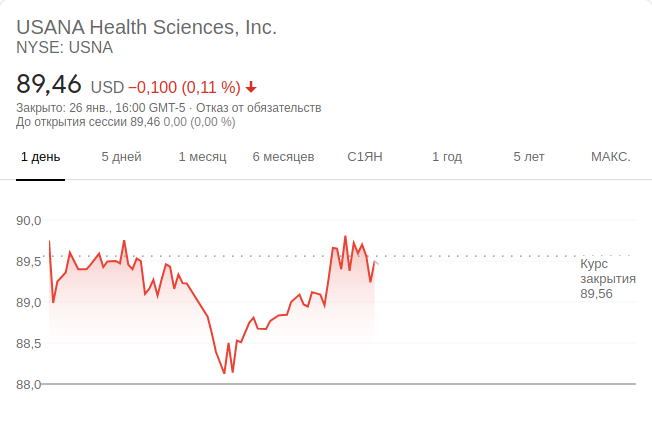 USANA Health Sciences, Inc.
NYSE: USNA
89,46 USD −0,100 (0,11 %)
Закрыто: 26 янв., 16:00 GMT-5 · Отказ от обязательств
До открытия сессии 89,46 0,00 (0,00 %)
1 день 5 дней 1 месяц 6 месяцев С1ЯН 1 год 5 лет МАКС.
90,0
89,5
89,0
88,5
88,0
Курс
закрытия
89,56